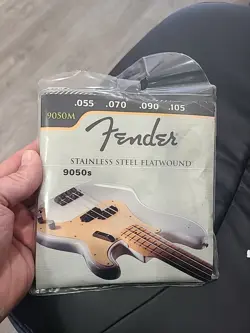 9050M
.055 .070 .090 .105
Fender
STAINLESS STEEL FLATWOUND
9050s